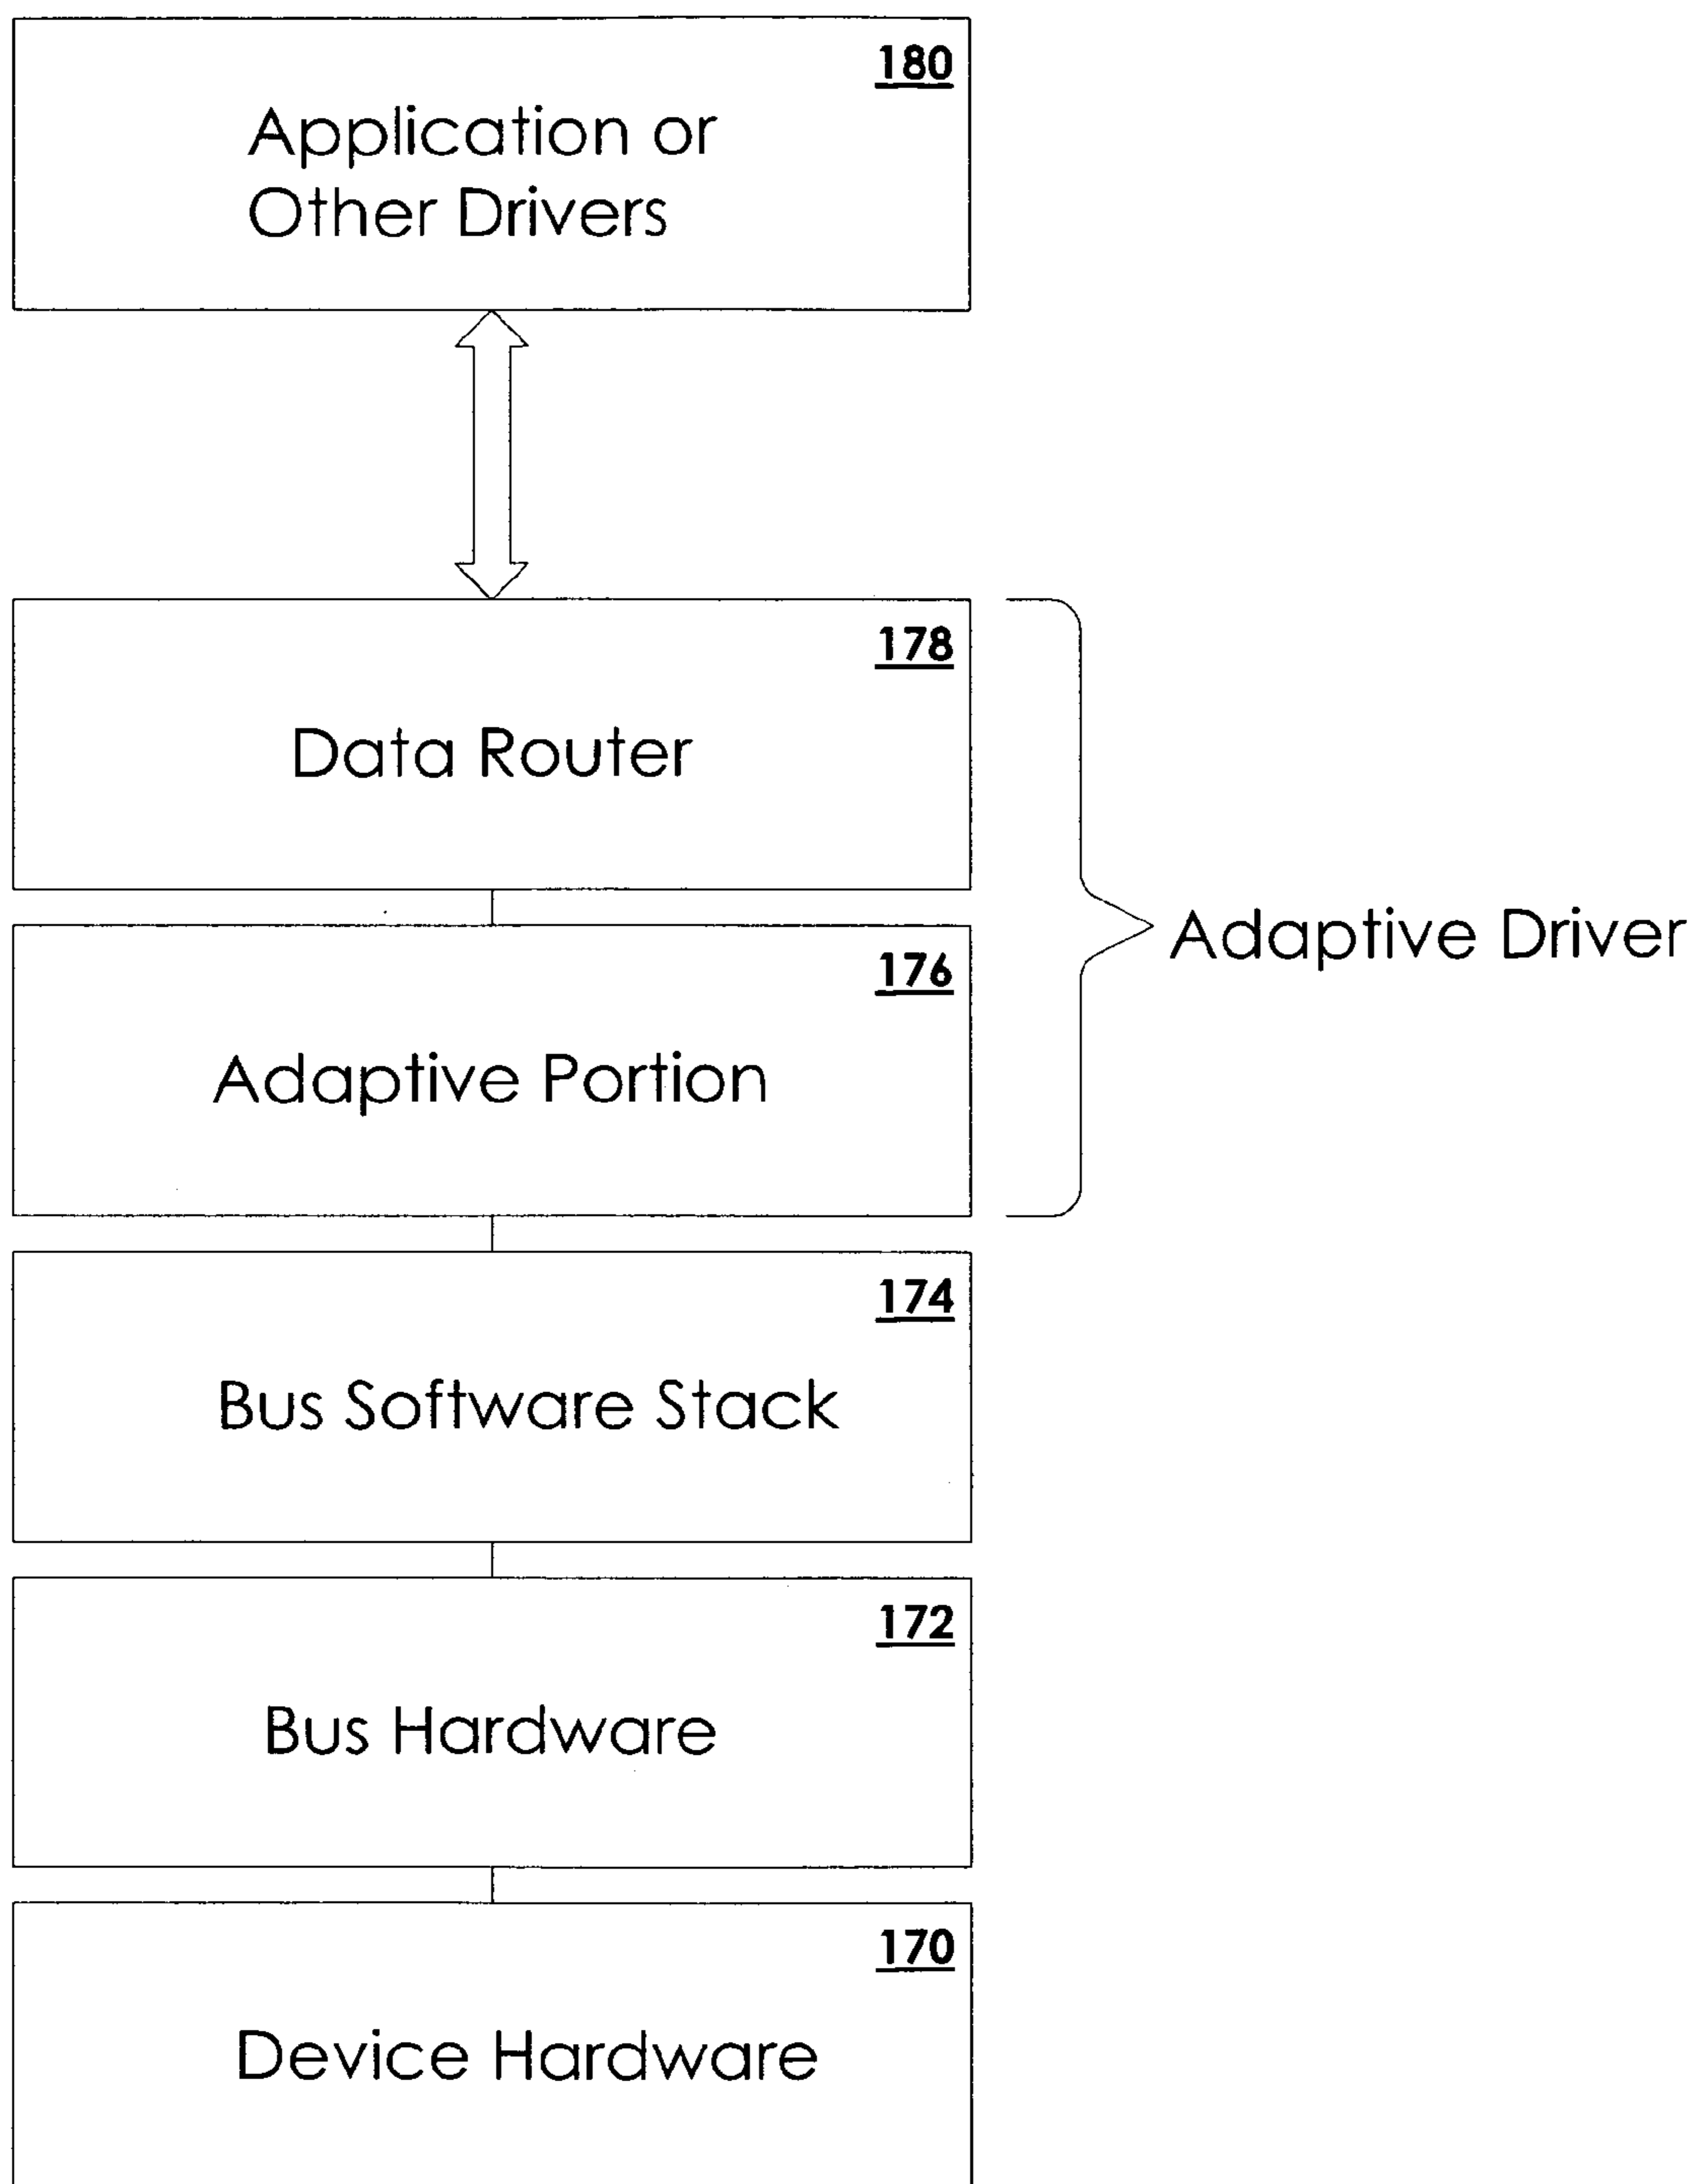 180
Application or
Other Drivers
178
Data Router
Adaptive Driver
176
Adaptive Portion
174
Bus Software Stack
172
Bus Hardware
170
Device Hardware